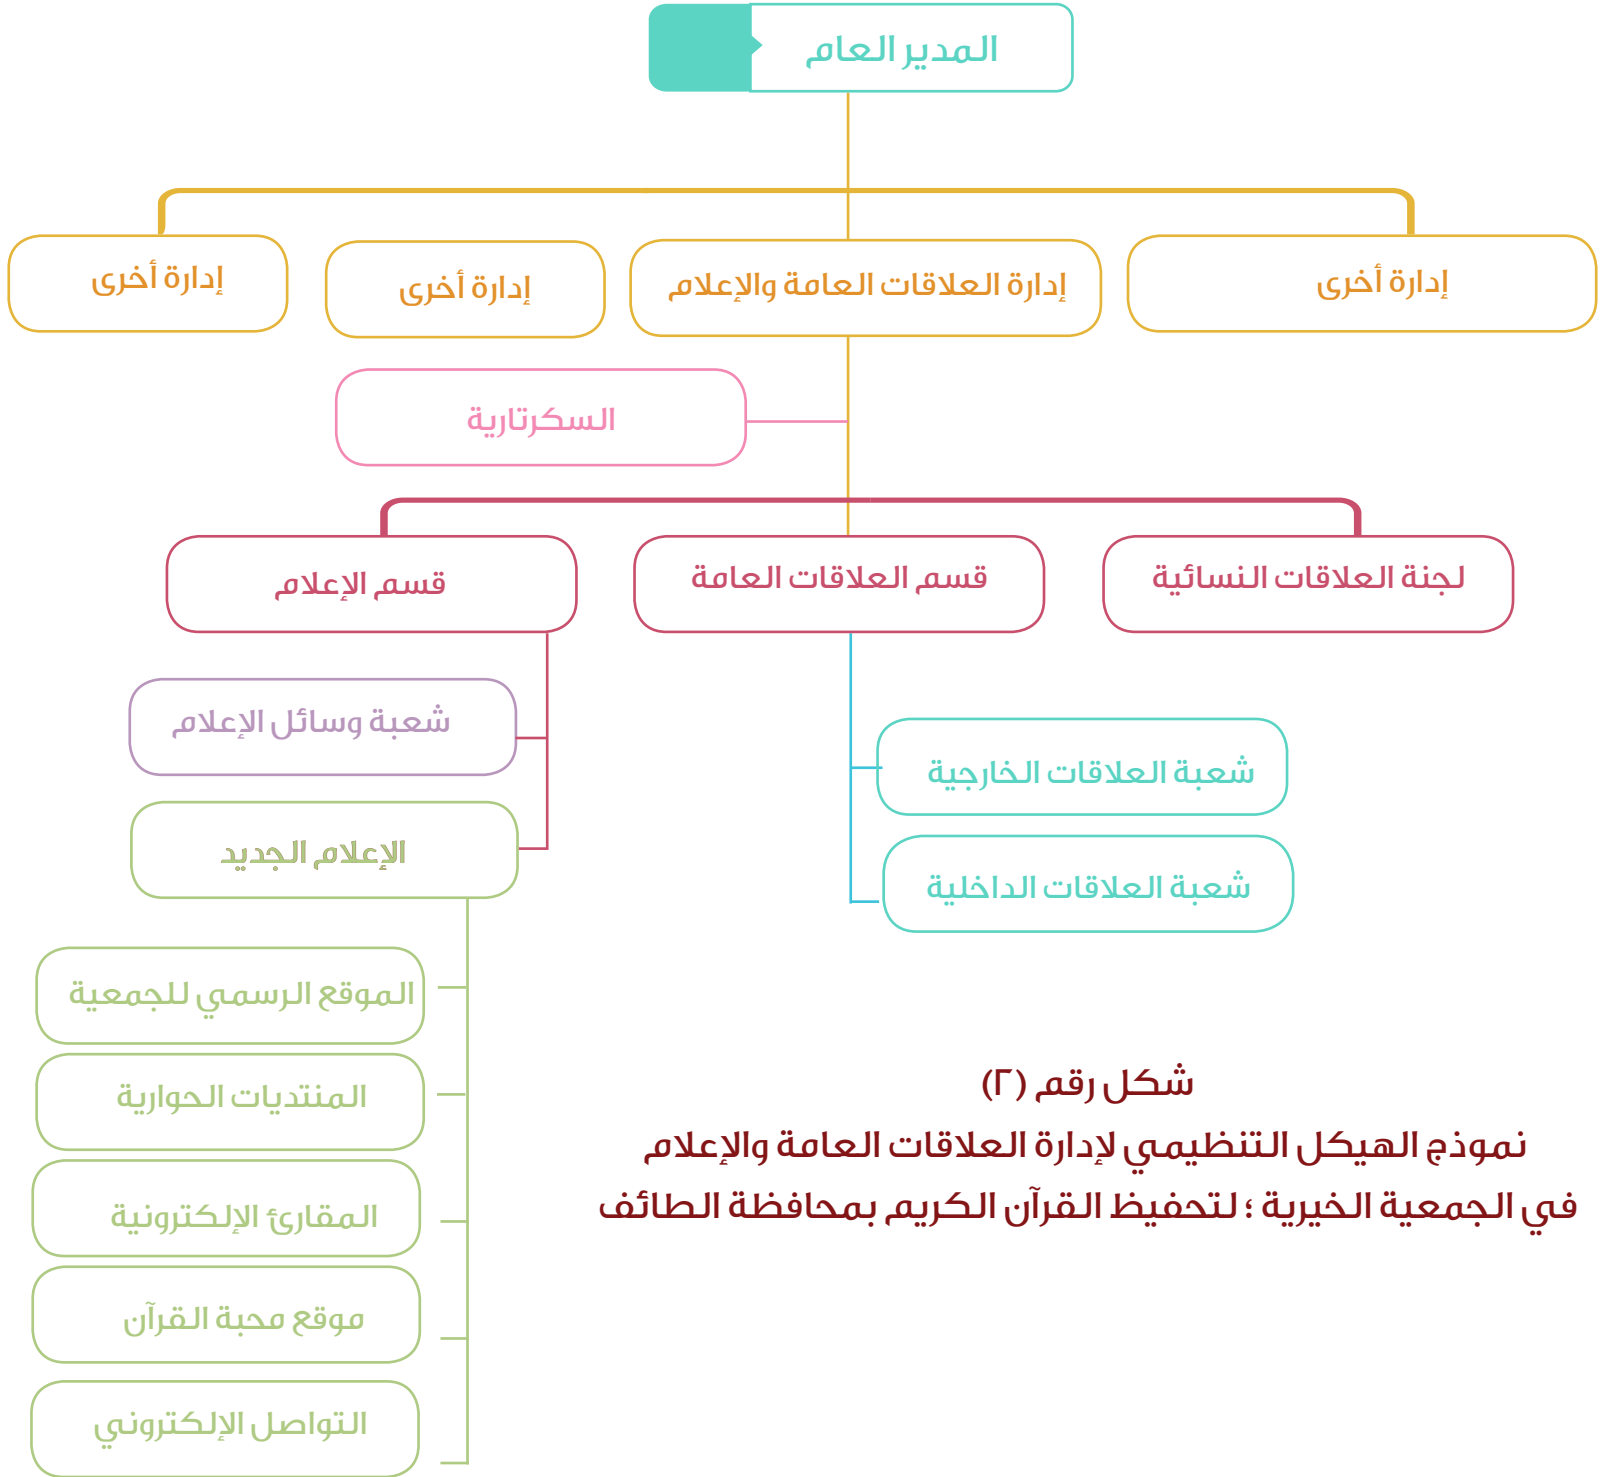 المدير العام
إدارة أخرى
إدارة العلاقات العامة والإعلام
إدارة أخرى
إدارة أخرى
السكرتارية
لجنة العلاقات النسائية
قسم العلاقات العامة
قسم الإعلام
شعبة العلاقات الخارجية
شعبة العلاقات الداخلية
شعبة وسائل الإعلام
الإعلام الجديد
الموقع الرسمي للجمعية
المنتديات الحوارية
المقارئ الإلكترونية
موقع محبة القرآن
التواصل الإلكتروني
شكل رقم (٢)
نموذج الهيكل التنظيمي لإدارة العلاقات العامة والإعلام
في الجمعية الخيرية ؛ لتحفيظ القرآن الكريم بمحافظة الطائف